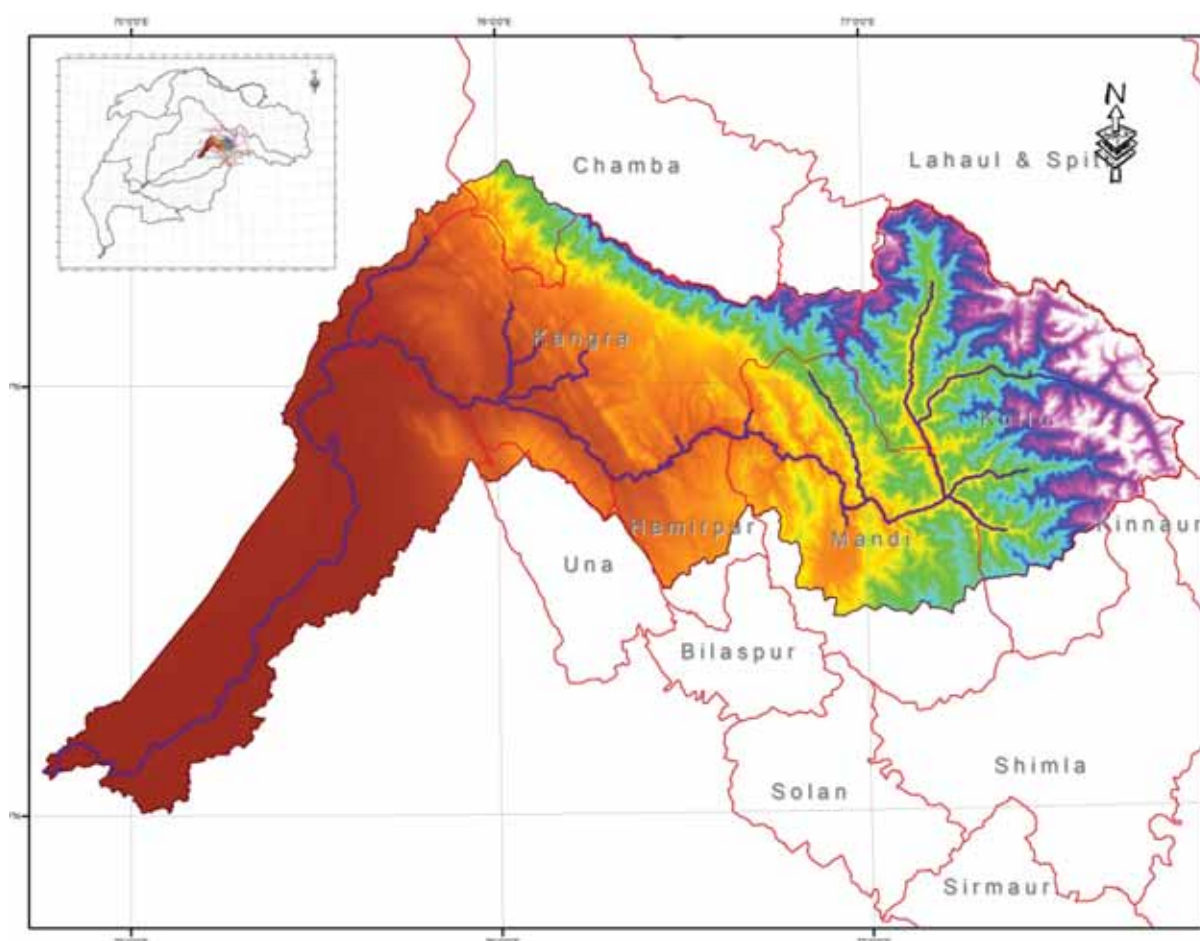 N
Chamba
Lahaul & Spiti
Kangra
Kullu
Hamirpur
Mandi
Kinnaur
Una
Bilaspur
Shimla
Solan
Sirmaur